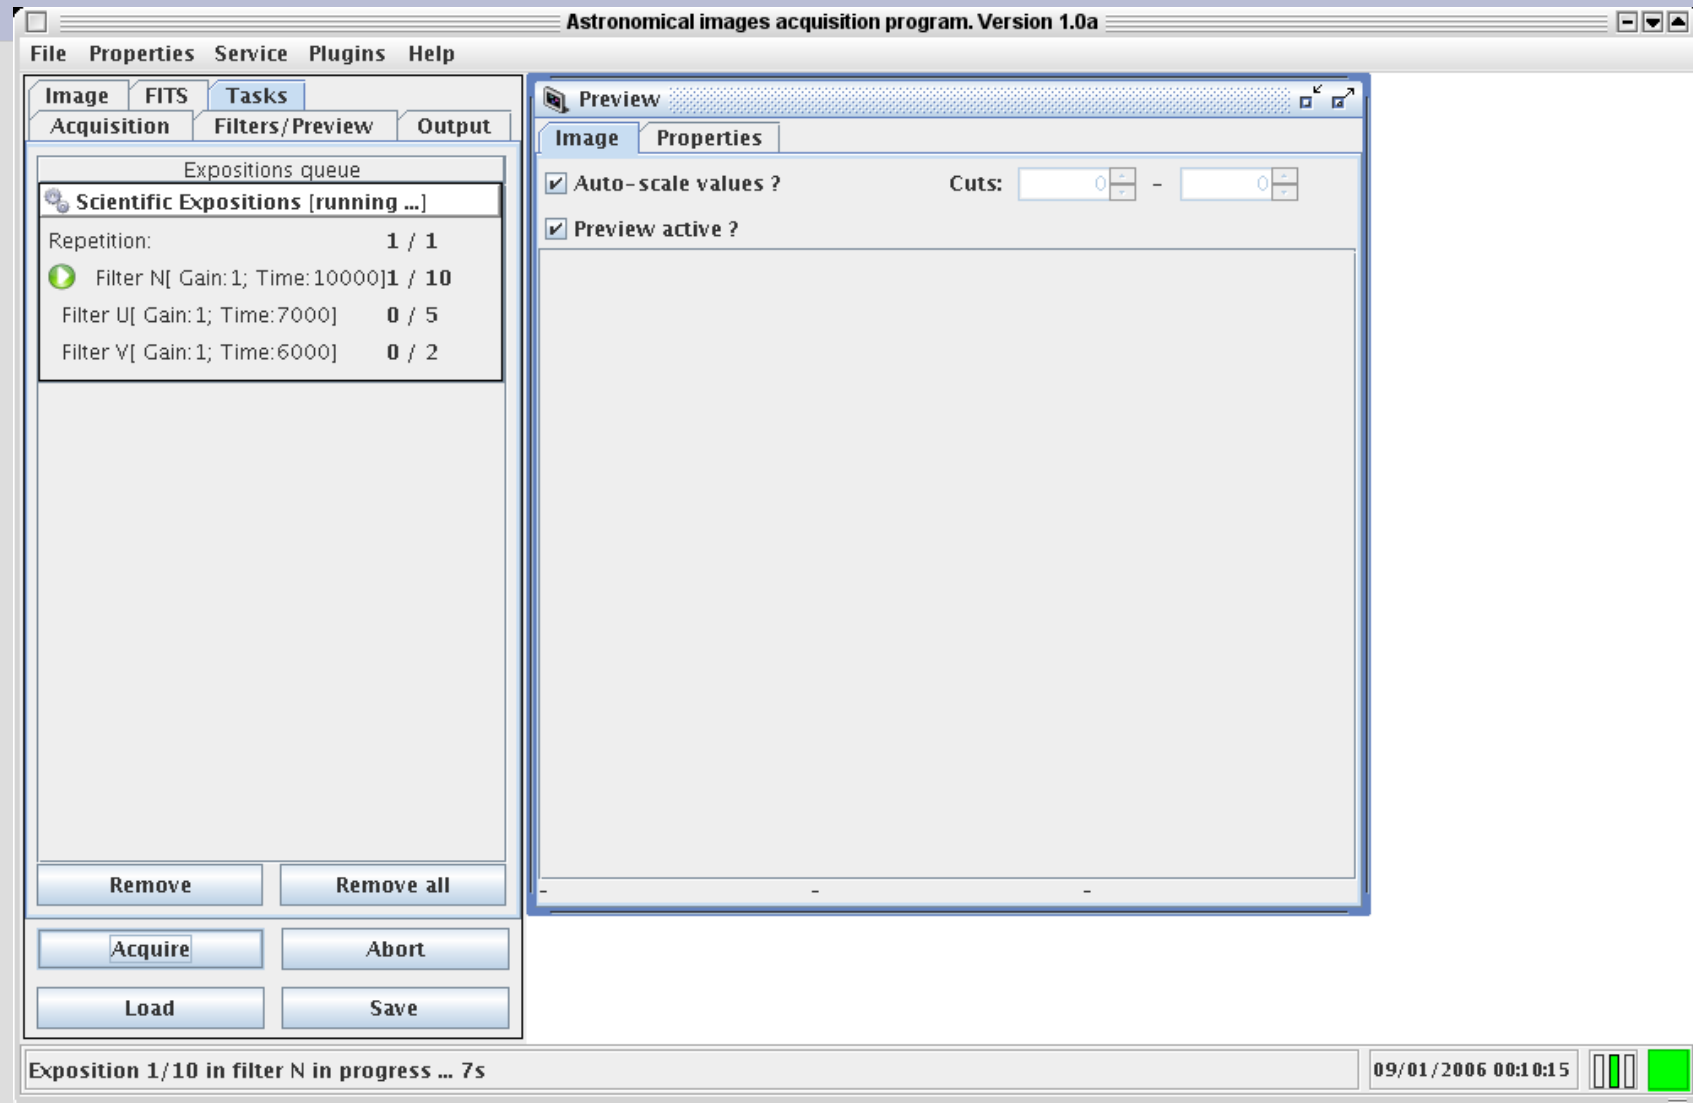 Astronomical images acquisition program. Version 1.0a
File Properties Service Plugins Help
Image FITS Tasks
Acquisition Filters/Preview Output
Expositions queue
Scientific Expositions [running ...]
Repetition: 1 / 1
Filter N[ Gain:1; Time:10000]1 / 10
Filter U[ Gain:1; Time:7000] 0 / 5
Filter V[ Gain:1; Time:6000] 0 / 2
Remove Remove all
Acquire Abort
Load Save
Preview
Image Properties
Auto-scale values ? Cuts: 0 - 0
Preview active ?
- - -
Exposition 1/10 in filter N in progress ... 7s
09/01/2006 00:10:15